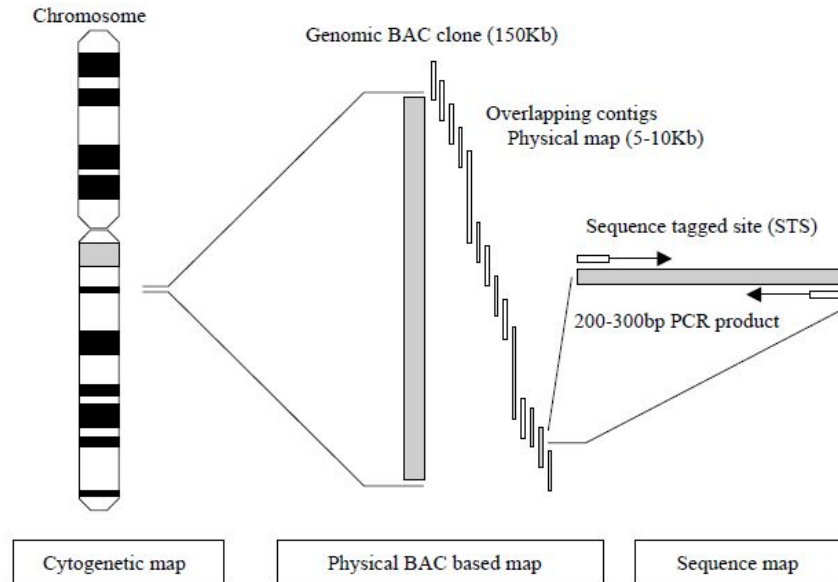 Chromosome
Genomic BAC clone (150Kb)
Overlapping contigs
Physical map (5-10Kb)
Sequence tagged site (STS)
200-300bp PCR product
Cytogenetic map
Physical BAC based map
Sequence map